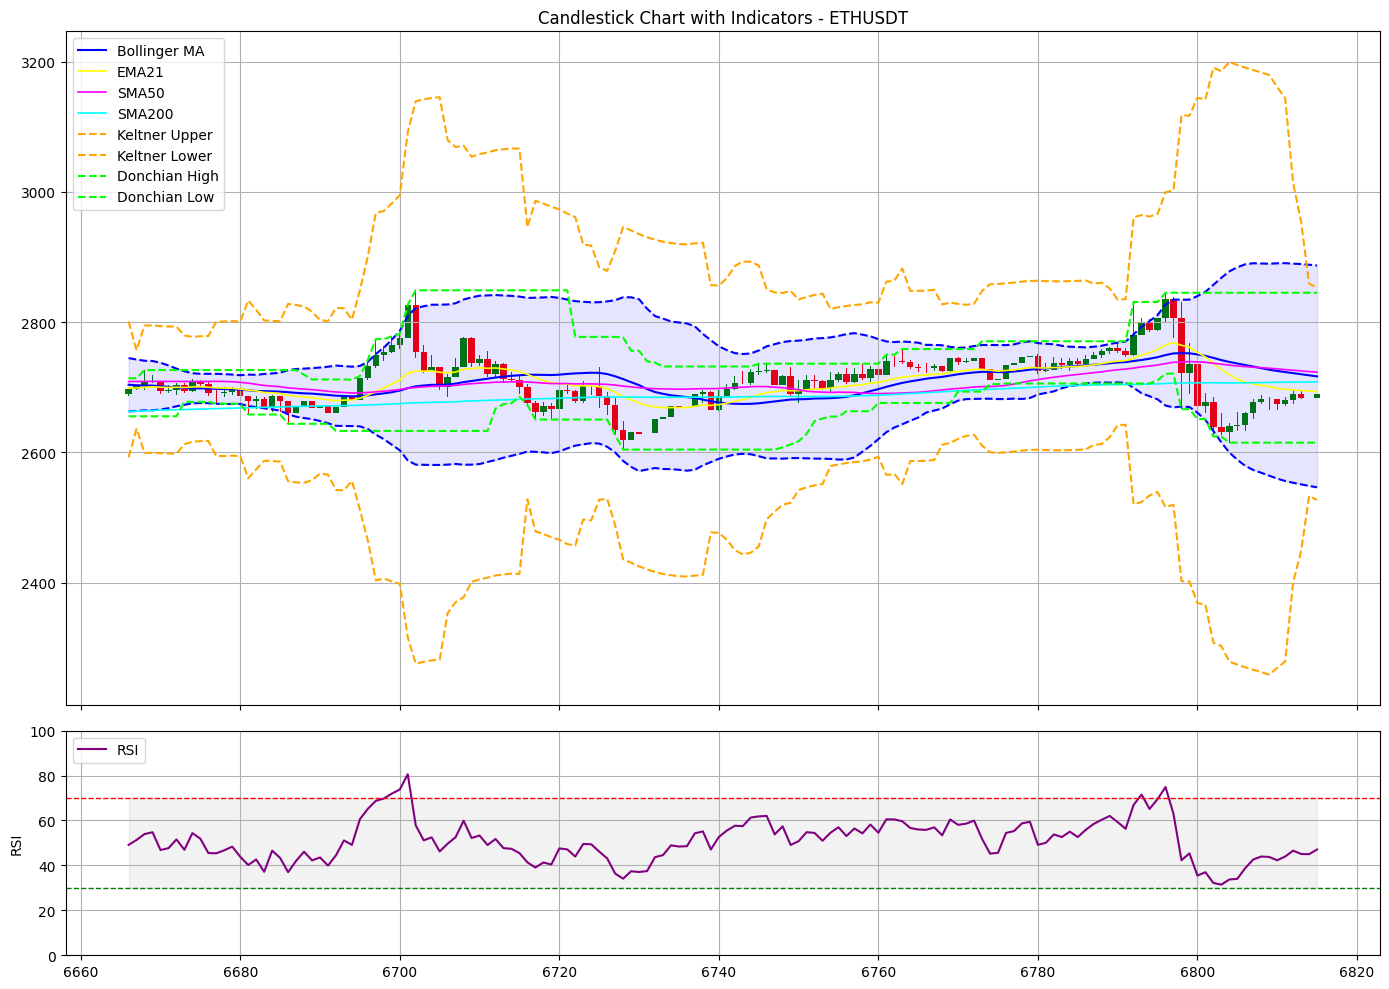 Candlestick Chart with Indicators - ETHUSDT
Bollinger MA
EMA21
SMA50
SMA200
Keltner Upper
Keltner Lower
Donchian High
Donchian Low
3200
3000
2800
2600
2400
RSI
RSI
100
80
60
40
20
0
6660 6680 6700 6720 6740 6760 6780 6800 6820